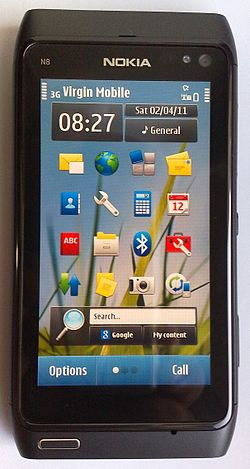 N8 NOKIA
3G Virgin Mobile
08:27
Sat 02/04/11
General
12
ABC
Search...
Google
My content
Options
Call